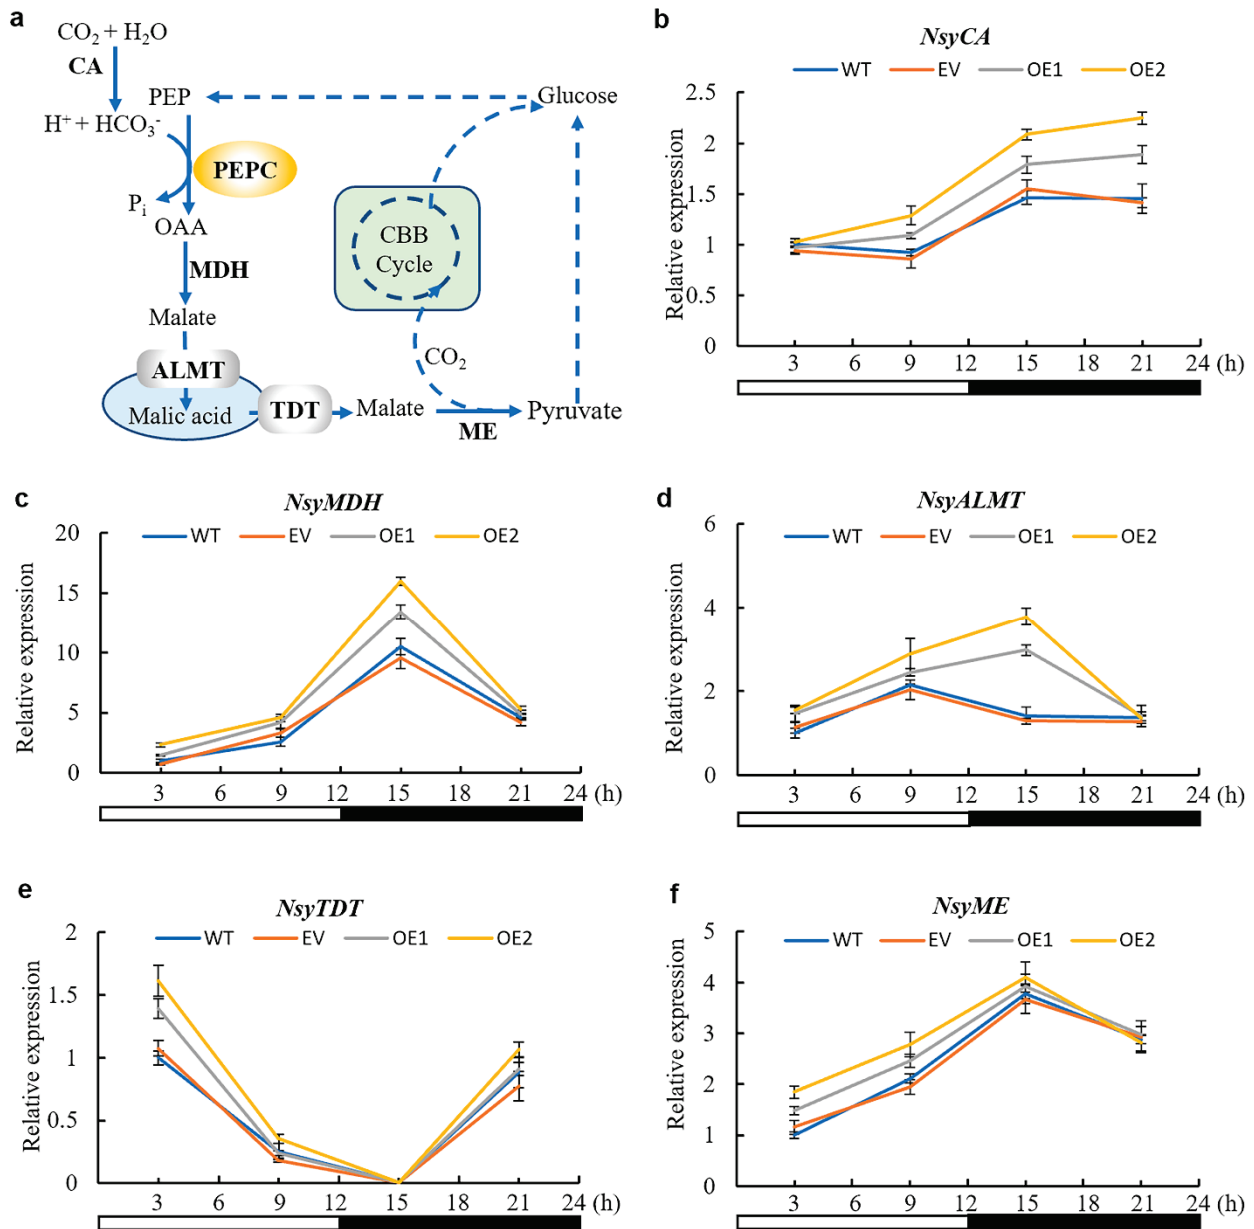 a
CO2 + H2O
CA
PEP
Glucose
H+ + HCO3-
PEPC
Pi
OAA
CBB
Cycle
MDH
Malate
CO2
ALMT
Malic acid
TDT
Malate
Pyruvate
ME
b
NsyCA
WT EV OE1 OE2
Relative expression
2.5
2
1.5
1
0.5
0
3 6 9 12 15 18 21 24 (h)
c
NsyMDH
WT EV OE1 OE2
Relative expression
20
15
10
5
0
3 6 9 12 15 18 21 24 (h)
d
NsyALMT
WT EV OE1 OE2
Relative expression
6
4
2
0
3 6 9 12 15 18 21 24 (h)
e
NsyTDT
WT EV OE1 OE2
Relative expression
2
1.5
1
0.5
0
3 6 9 12 15 18 21 24 (h)
f
NsyME
WT EV OE1 OE2
Relative expression
5
4
3
2
1
0
3 6 9 12 15 18 21 24 (h)